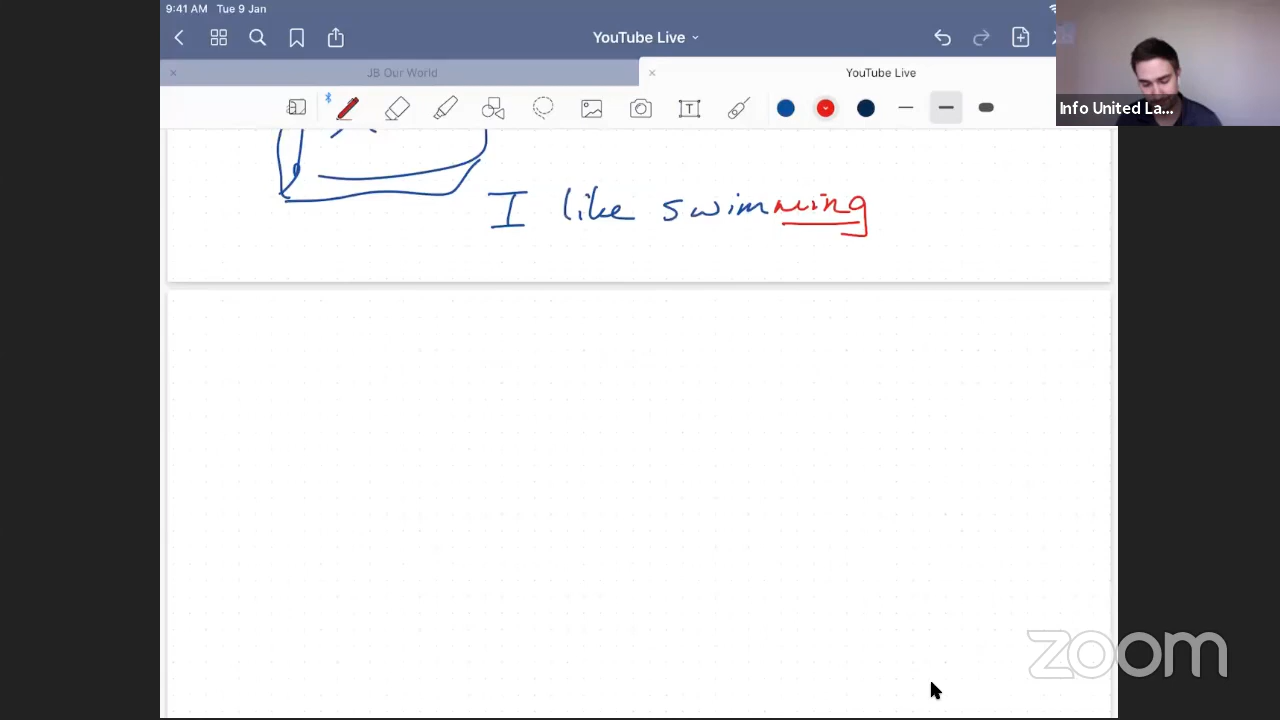 9:41 AM Tue 9 Jan
YouTube Live
JB Our World
YouTube Live
Info United La...
I like swimming
zoom